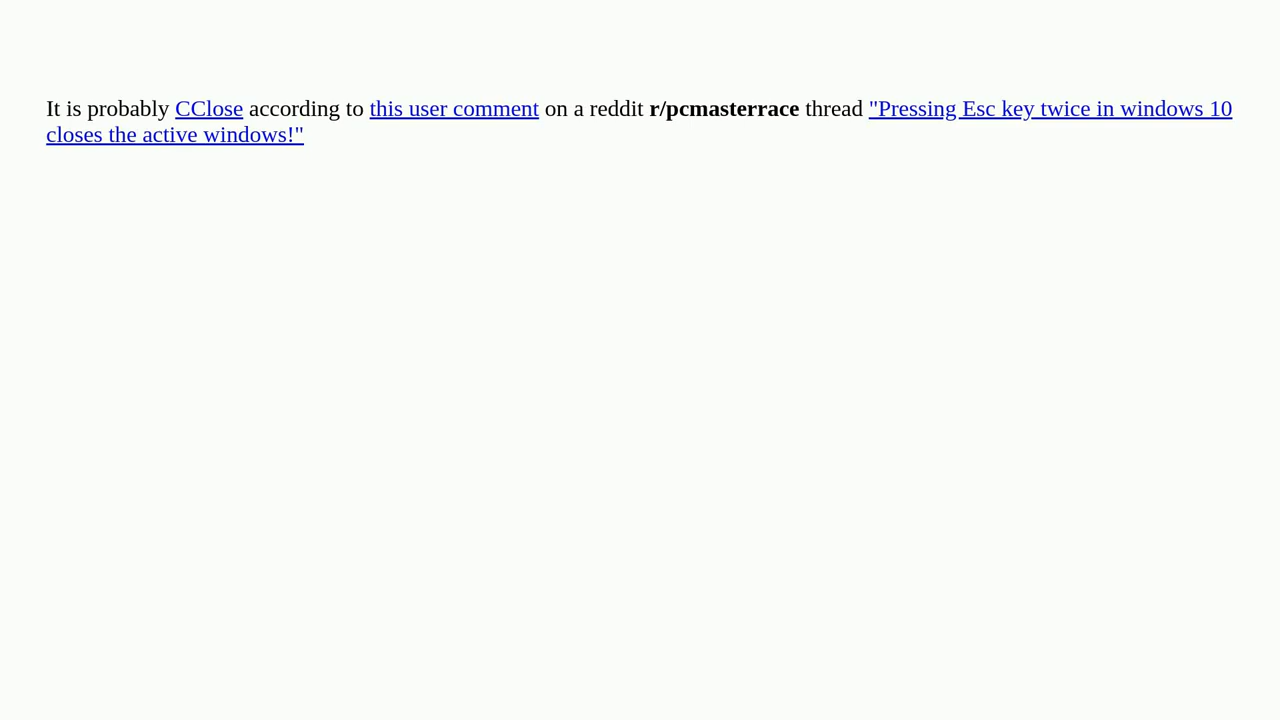 It is probably CClose according to this user comment on a reddit r/pcmasterrace thread "Pressing Esc key twice in windows 10
closes the active windows!"